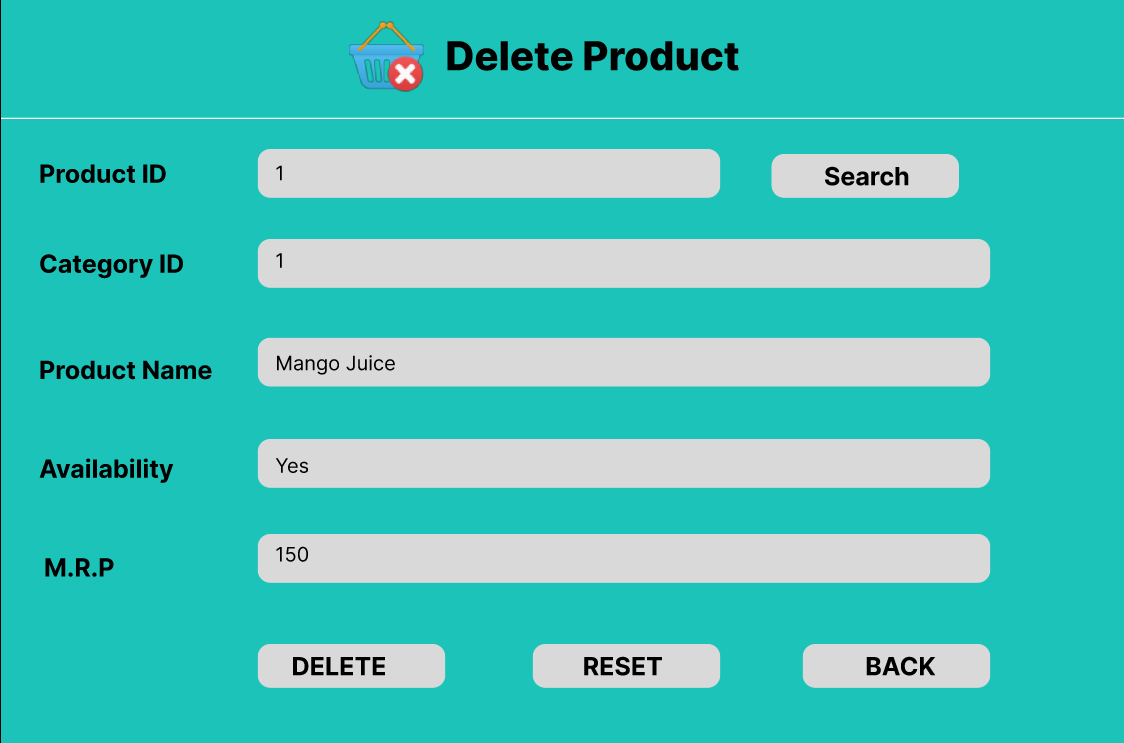 Delete Product
Product ID
1
Search
Category ID
1
Product Name
Mango Juice
Availability
Yes
M.R.P
150
DELETE
RESET
BACK